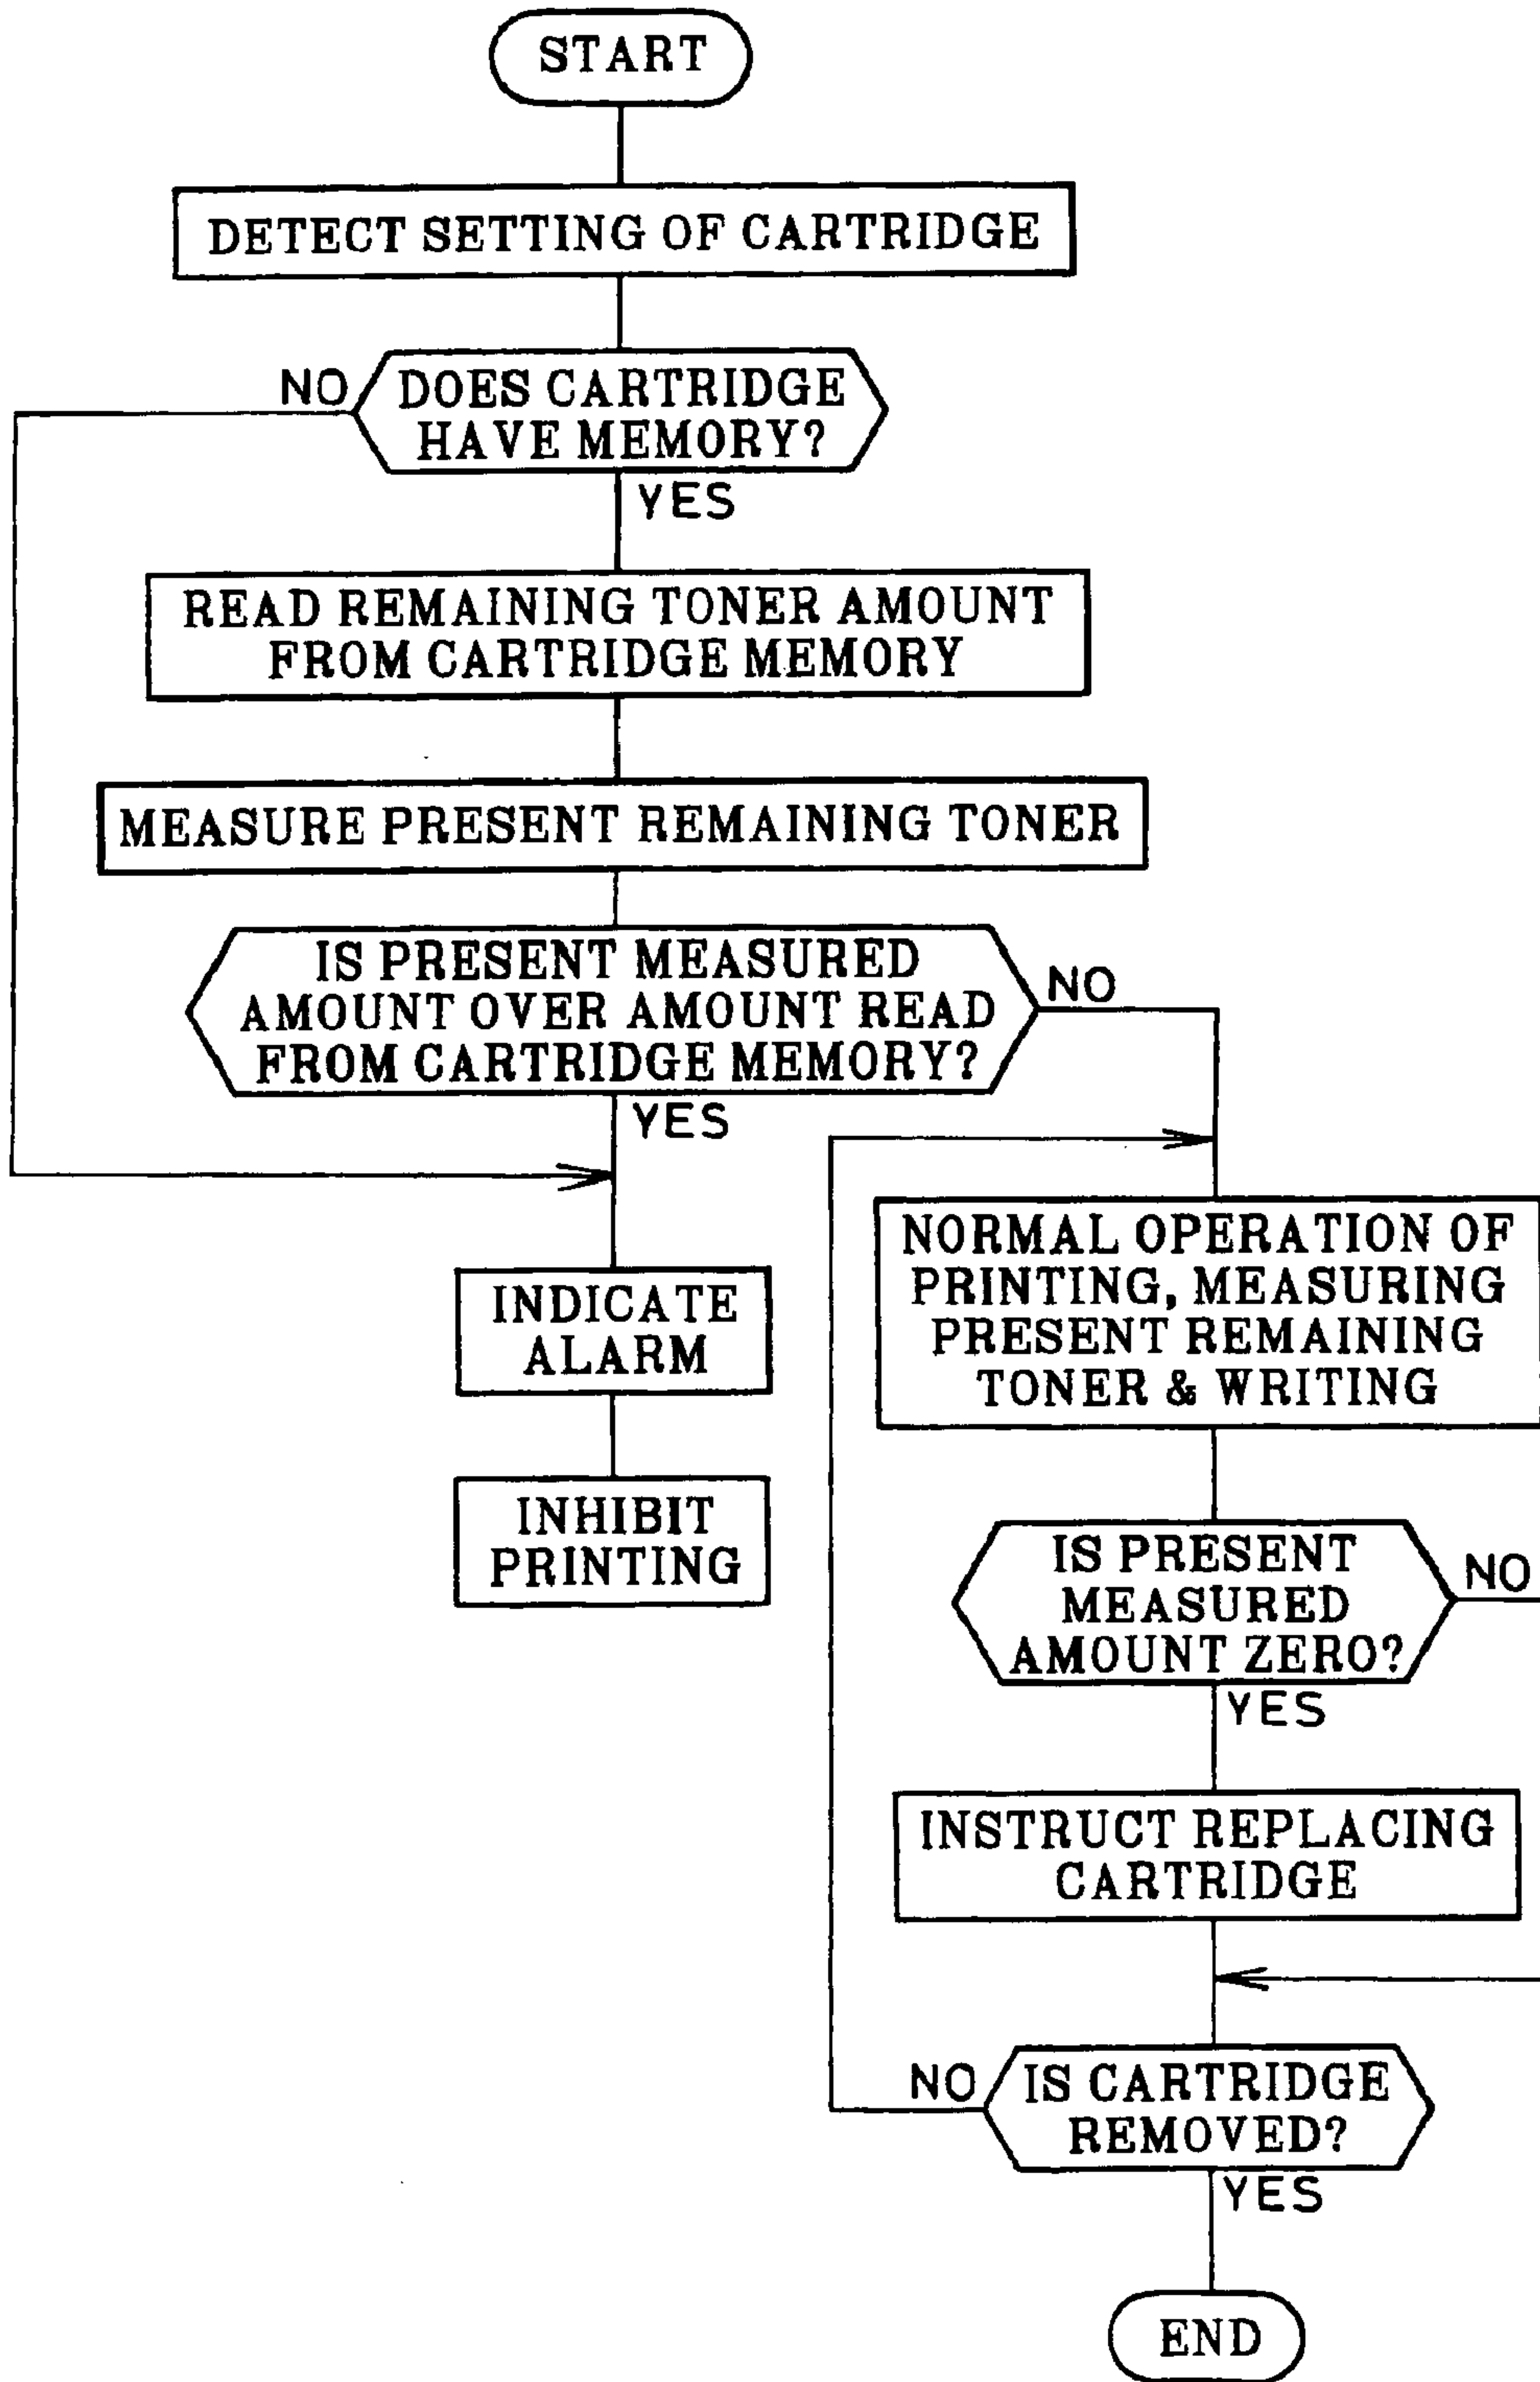 START
DETECT SETTING OF CARTRIDGE
NO
DOES CARTRIDGE
HAVE MEMORY?
YES
READ REMAINING TONER AMOUNT
FROM CARTRIDGE MEMORY
MEASURE PRESENT REMAINING TONER
IS PRESENT MEASURED
AMOUNT OVER AMOUNT READ
FROM CARTRIDGE MEMORY?
NO
YES
INDICATE
ALARM
INHIBIT
PRINTING
NORMAL OPERATION OF
PRINTING, MEASURING
PRESENT REMAINING
TONER & WRITING
IS PRESENT
MEASURED
AMOUNT ZERO?
NO
YES
INSTRUCT REPLACING
CARTRIDGE
NO
IS CARTRIDGE
REMOVED?
YES
END